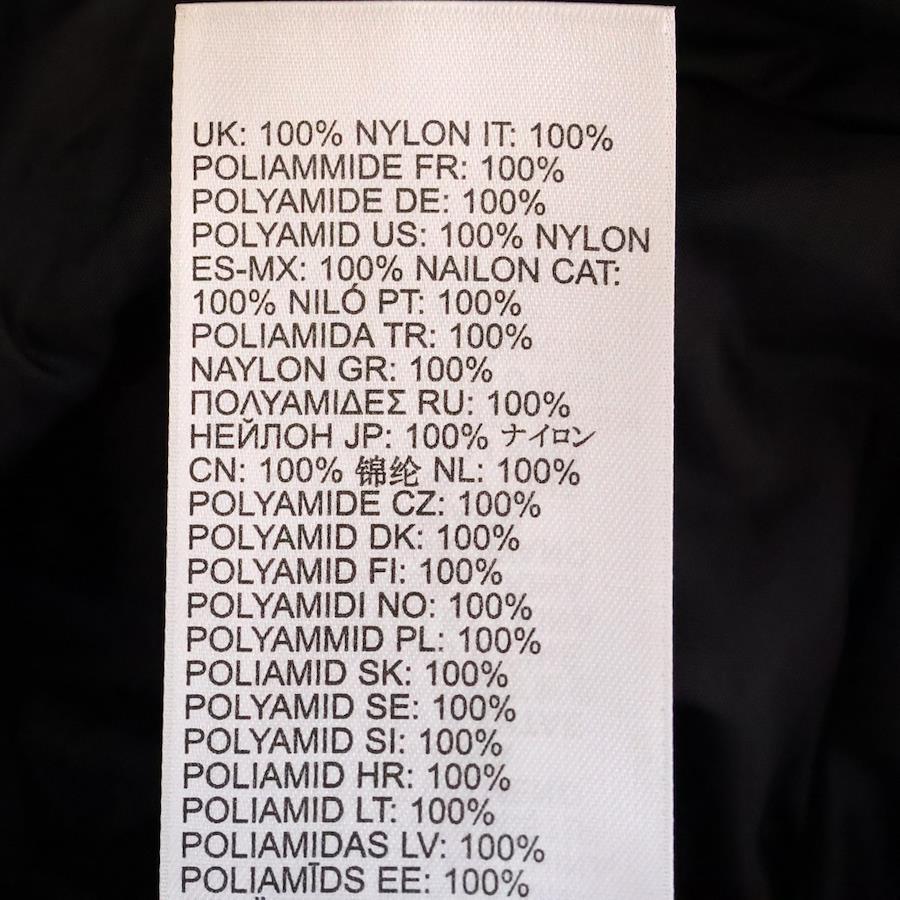 UK: 100% NYLON IT: 100%
POLIAMMIDE FR: 100%
POLYAMIDE DE: 100%
POLYAMID US: 100% NYLON
ES-MX: 100% NAILON CAT:
100% NILÓ PT: 100%
POLIAMIDA TR: 100%
NAYLON GR: 100%
ΠΟΛΥΑΜΙΔΕΣ RU: 100%
НЕЙЛОН JP: 100% ナイロン
CN: 100% 锦纶 NL: 100%
POLYAMIDE CZ: 100%
POLYAMID DK: 100%
POLYAMID FI: 100%
POLYAMIDI NO: 100%
POLYAMMID PL: 100%
POLIAMID SK: 100%
POLYAMID SE: 100%
POLYAMID SI: 100%
POLIAMID HR: 100%
POLIAMID LT: 100%
POLIAMIDAS LV: 100%
POLIAMĪDS EE: 100%